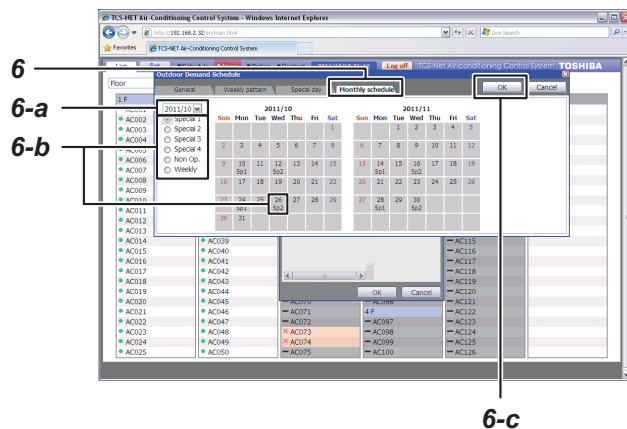 TCS-NET Air-Conditioning Control System - Windows Internet Explorer
http://192.168.2.32/en/main.html
Live Search
Favorites TCS-NET Air-Conditioning Control System
6
Log off TCS-Net Air-conditioning Control System TOSHIBA
Outdoor Demand Schedule
Floor
General Weekly pattern Special day Monthly schedule OK Cancel
1 F
6-a
2011/10 2011/10 2011/11
Sun Mon Tue Wed Thu Fri Sat Sun Mon Tue Wed Thu Fri Sat
6-b
Special 1
Special 2
Special 3
Special 4
Non Op.
Weekly
1 1 2 3 4 5
2 3 4 5 6 7 8 6 7 8 9 10 11 12
9 10 11 12 13 14 15 13 14 15 16 17 18 19
Sp1 Sp2 Sp1 Sp2
16 17 18 19 20 21 22 20 21 22 23 24 25 26
23 24 25 26 27 28 29 27 28 29 30
Sp1 Sp2 Sp1 Sp2
30 31
AC002
AC003
AC004
AC005
AC006
AC007
AC008
AC009
AC010
AC011
AC012
AC013
AC014 AC039 AC115
AC015 AC040 AC116
AC016 AC041 AC117
AC017 AC042 AC118
AC018 AC043 AC119
AC019 AC044 OK Cancel AC120
AC020 AC045 AC070 AC096 AC121
AC021 AC046 AC071 4 F AC122
AC022 AC047 AC072 AC097 AC123
AC023 AC048 AC073 AC098 AC124
AC024 AC049 AC074 AC099 AC125
AC025 AC050 AC075 AC100 AC126
6-c